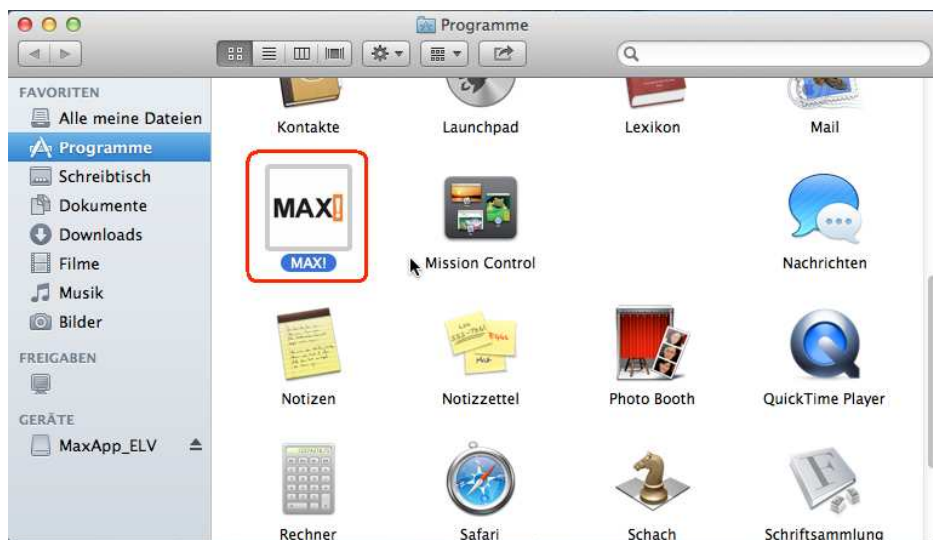 Programme
FAVORITEN
Alle meine Dateien
Programme
Schreibtisch
Dokumente
Downloads
Filme
Musik
Bilder
FREIGABEN
GERÄTE
MaxApp_ELV
Kontakte
Launchpad
Lexikon
Mail
MAX!
MAX!
Mission Control
Nachrichten
Notizen
Notizzettel
Photo Booth
QuickTime Player
Rechner
Safari
Schach
Schriftsammlung